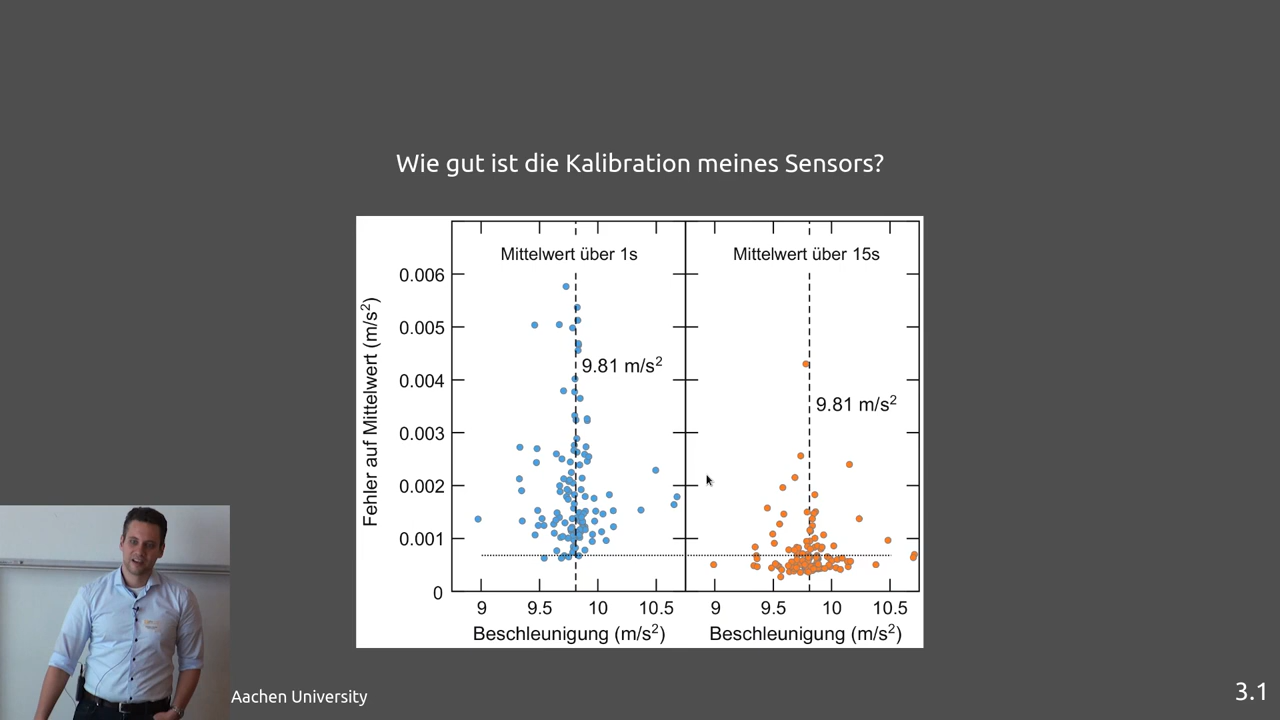 Wie gut ist die Kalibration meines Sensors?
Mittelwert über 1s
Mittelwert über 15s
Fehler auf Mittelwert (m/s²)
0.006
0.005
0.004
0.003
0.002
0.001
0
9.81 m/s²
9.81 m/s²
9 9.5 10 10.5
9 9.5 10 10.5
Beschleunigung (m/s²)
Beschleunigung (m/s²)
Aachen University
3.1